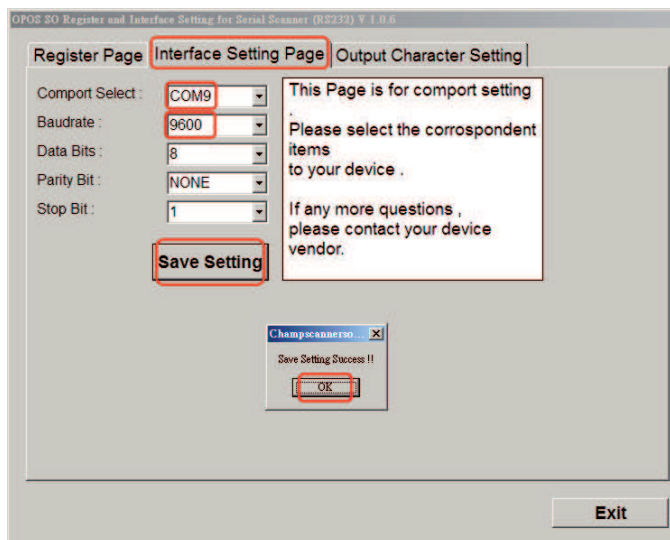 OPOS SO Register and Interface Setting for Serial Scanner (RS232) V 1.0.6
Register Page Interface Setting Page Output Character Setting
Comport Select : COM9
Baudrate : 9600
Data Bits : 8
Parity Bit : NONE
Stop Bit : 1
Save Setting
This Page is for comport setting
.
Please select the corrospondent
items
to your device .
If any more questions ,
please contact your device
vendor.
Champscannerso...
Save Setting Success !!
OK
Exit